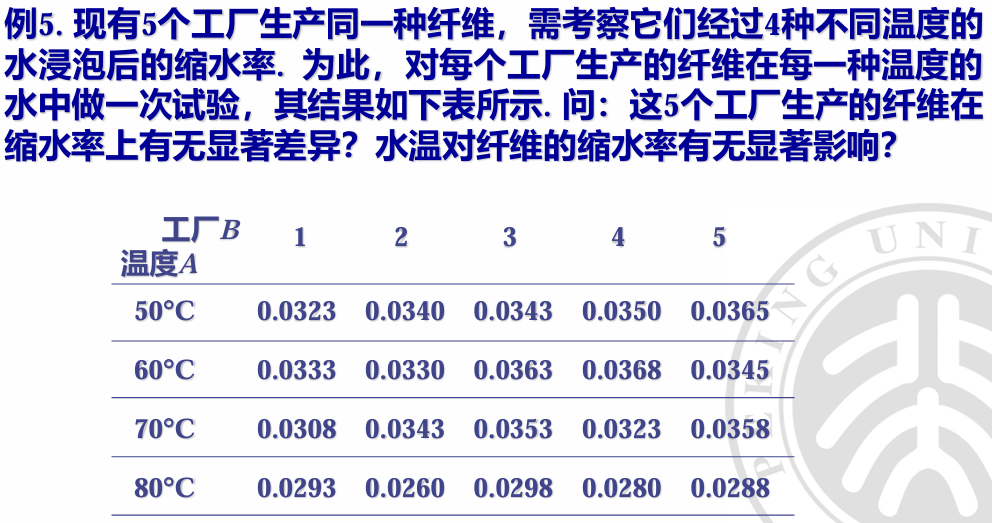 例5. 现有5个工厂生产同一种纤维，需考察它们经过4种不同温度的
水浸泡后的缩水率. 为此，对每个工厂生产的纤维在每一种温度的
水中做一次试验，其结果如下表所示. 问：这5个工厂生产的纤维在
缩水率上有无显著差异？水温对纤维的缩水率有无显著影响？
工厂B 1 2 3 4 5
温度A
50°C 0.0323 0.0340 0.0343 0.0350 0.0365
60°C 0.0333 0.0330 0.0363 0.0368 0.0345
70°C 0.0308 0.0343 0.0353 0.0323 0.0358
80°C 0.0293 0.0260 0.0298 0.0280 0.0288
PEKING UNI